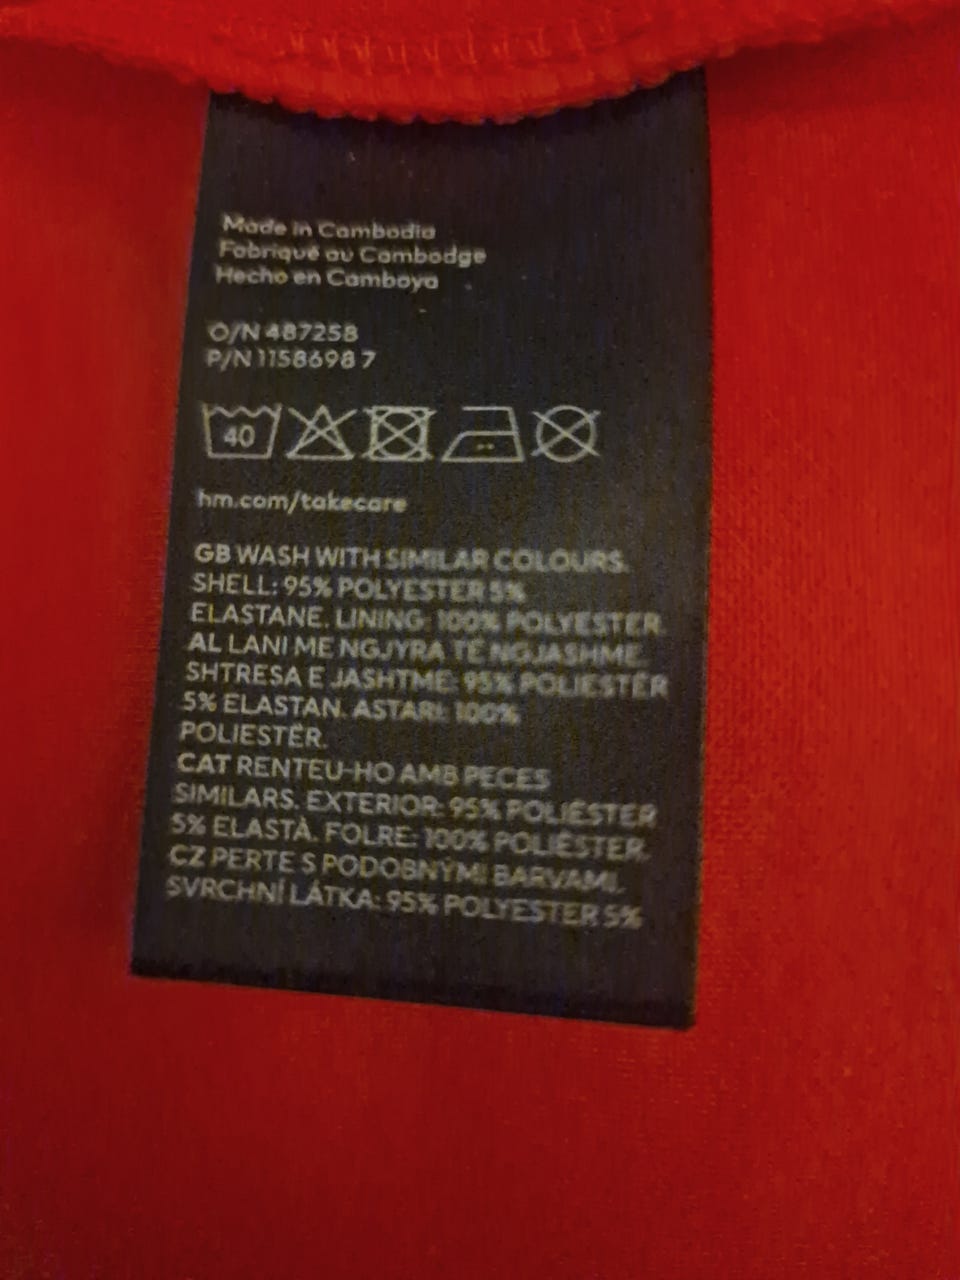 Made in Cambodia
Fabriqué au Cambodge
Hecho en Camboya
O/N 487258
P/N 1158698 7
40
hm.com/takecare
GB WASH WITH SIMILAR COLOURS.
SHELL: 95% POLYESTER 5%
ELASTANE. LINING: 100% POLYESTER.
AL LANI ME NGJYRA TË NGJASHME.
SHTRESA E JASHTME: 95% POLIESTËR
5% ELASTAN. ASTARI: 100%
POLIESTËR.
CAT RENTEU-HO AMB PECES
SIMILARS. EXTERIOR: 95% POLIÈSTER
5% ELASTÀ. FOLRE: 100% POLIÈSTER.
CZ PERTE S PODOBNÝMI BARVAMI.
SVRCHNÍ LÁTKA: 95% POLYESTER 5%